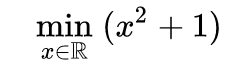 min x∈ℝ (x² + 1)